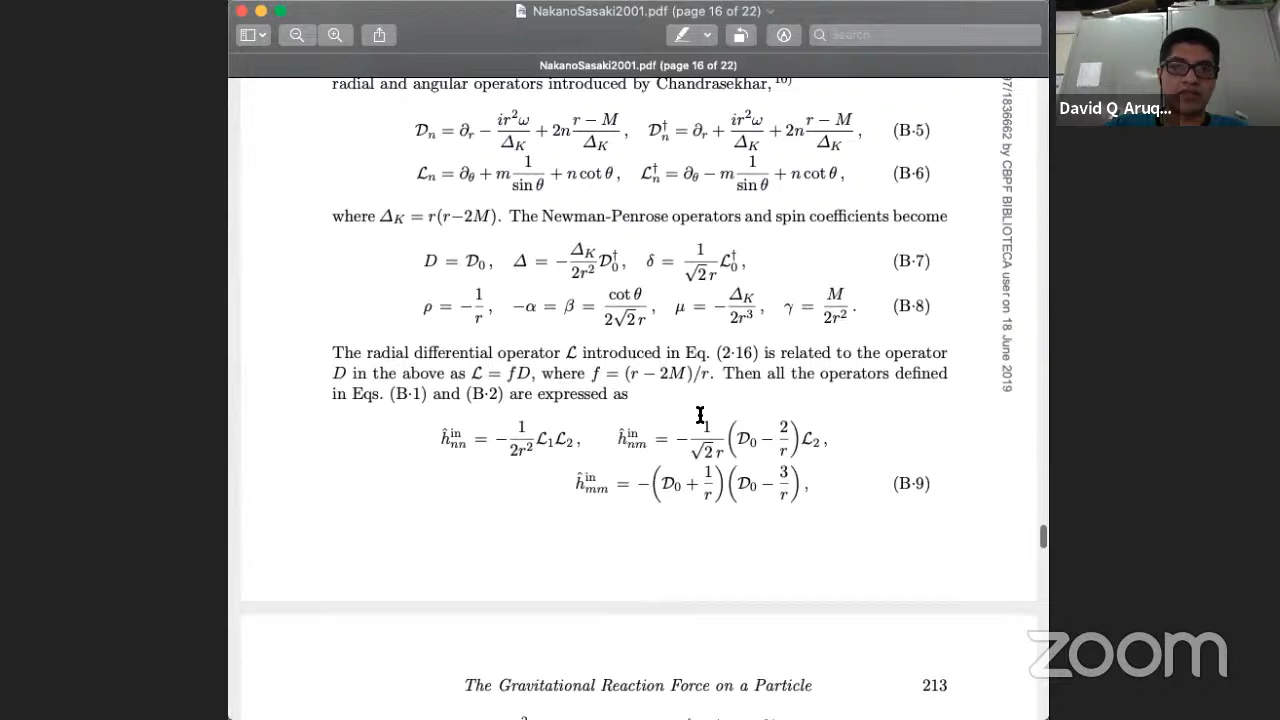 NakanoSasaki2001.pdf (page 16 of 22)
Search
NakanoSasaki2001.pdf (page 16 of 22)
radial and angular operators introduced by Chandrasekhar,
𝒟ₙ = ∂ᵣ − ir²ω/Δ_K + 2n (r − M)/Δ_K , 𝒟ₙ† = ∂ᵣ + ir²ω/Δ_K + 2n (r − M)/Δ_K , (B·5)
ℒₙ = ∂_θ + m 1/sin θ + n cot θ , ℒₙ† = ∂_θ − m 1/sin θ + n cot θ , (B·6)
where Δ_K = r(r−2M). The Newman-Penrose operators and spin coefficients become
D = 𝒟₀ , Δ = −Δ_K/2r² 𝒟₀† , δ = 1/√2 r ℒ₀† , (B·7)
ρ = −1/r , −α = β = cot θ/2√2 r , μ = −Δ_K/2r³ , γ = M/2r² . (B·8)
The radial differential operator ℒ introduced in Eq. (2·16) is related to the operator
D in the above as ℒ = fD, where f = (r − 2M)/r. Then all the operators defined
in Eqs. (B·1) and (B·2) are expressed as
ĥⁱⁿ_nn = −1/2r² ℒ₁ℒ₂ , ĥⁱⁿ_nm = −1/√2 r (𝒟₀ − 2/r) ℒ₂ ,
ĥⁱⁿ_mm = −(𝒟₀ + 1/r)(𝒟₀ − 3/r) , (B·9)
The Gravitational Reaction Force on a Particle 213
97/1836662 by CBPF BIBLIOTECA user on 18 June 2019
David Q Aruq...
zoom